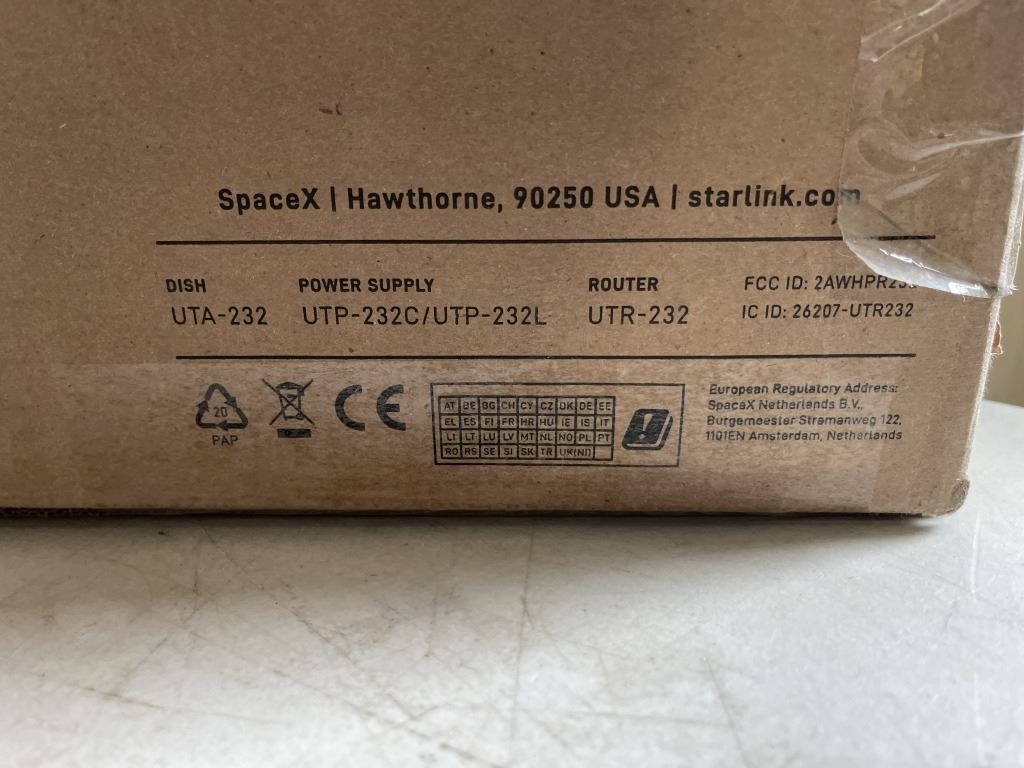 SpaceX | Hawthorne, 90250 USA | starlink.com
DISH POWER SUPPLY ROUTER FCC ID:
UTA-232 UTP-232C/UTP-232L UTR-232 IC ID: 26207-UTR232
20
PAP
CE
AT BE BG CH CY CZ DK DE EE
EL ES FI FR HR HU IE IS IT
LI LT LU LV MT NL NO PL PT
RO RS SE SI SK TR UK(NI)
European Regulatory Address:
SpaceX Netherlands B.V.,
Burgemeester Stramanweg 122,
1101EN Amsterdam, Netherlands